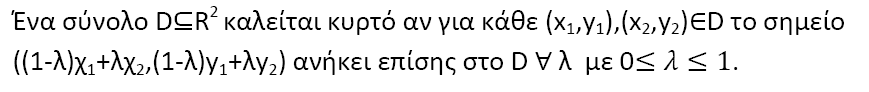 Ένα σύνολο D⊆R² καλείται κυρτό αν για κάθε (x₁,y₁),(x₂,y₂)∈D το σημείο
((1-λ)χ₁+λχ₂,(1-λ)y₁+λy₂) ανήκει επίσης στο D ∀ λ με 0≤ 𝜆 ≤ 1.